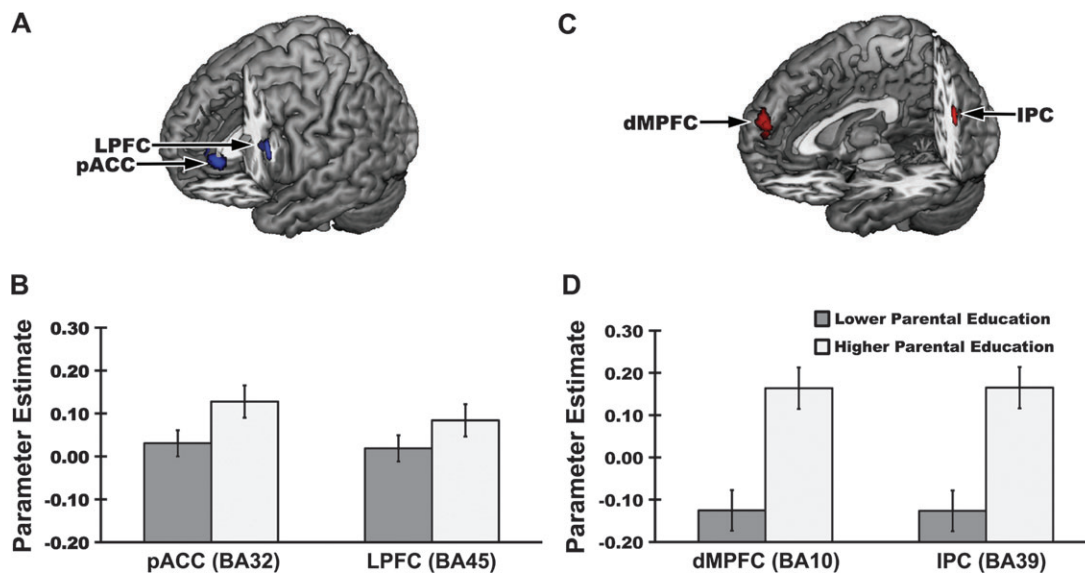 A
LPFC
pACC
C
dMPFC
IPC
B
Parameter Estimate
0.30
0.20
0.10
0.00
-0.10
-0.20
pACC (BA32)
LPFC (BA45)
D
Parameter Estimate
0.30
0.20
0.10
0.00
-0.10
-0.20
Lower Parental Education
Higher Parental Education
dMPFC (BA10)
IPC (BA39)